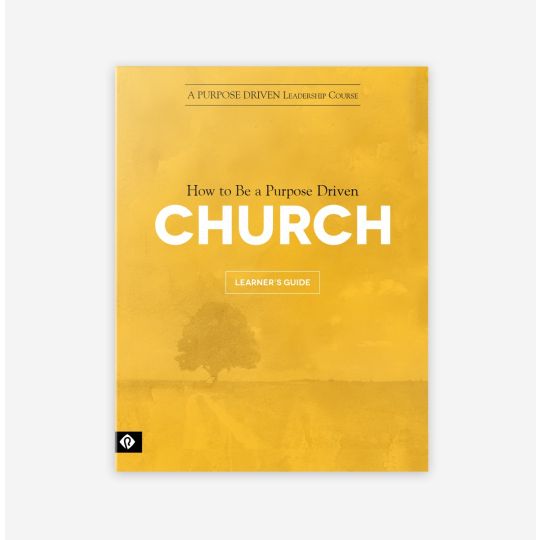 A PURPOSE DRIVEN Leadership Course
How to Be a Purpose Driven
CHURCH
LEARNER'S GUIDE